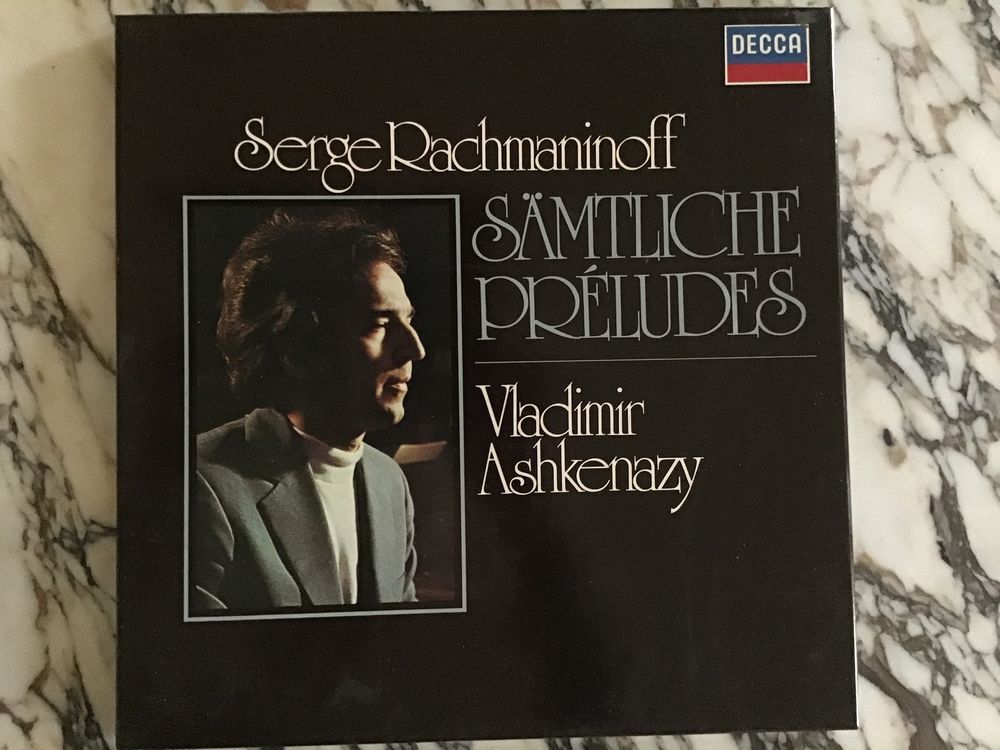 DECCA
Serge Rachmaninoff
SÄMTLICHE
PRÉLUDES
Vladimir
Ashkenazy